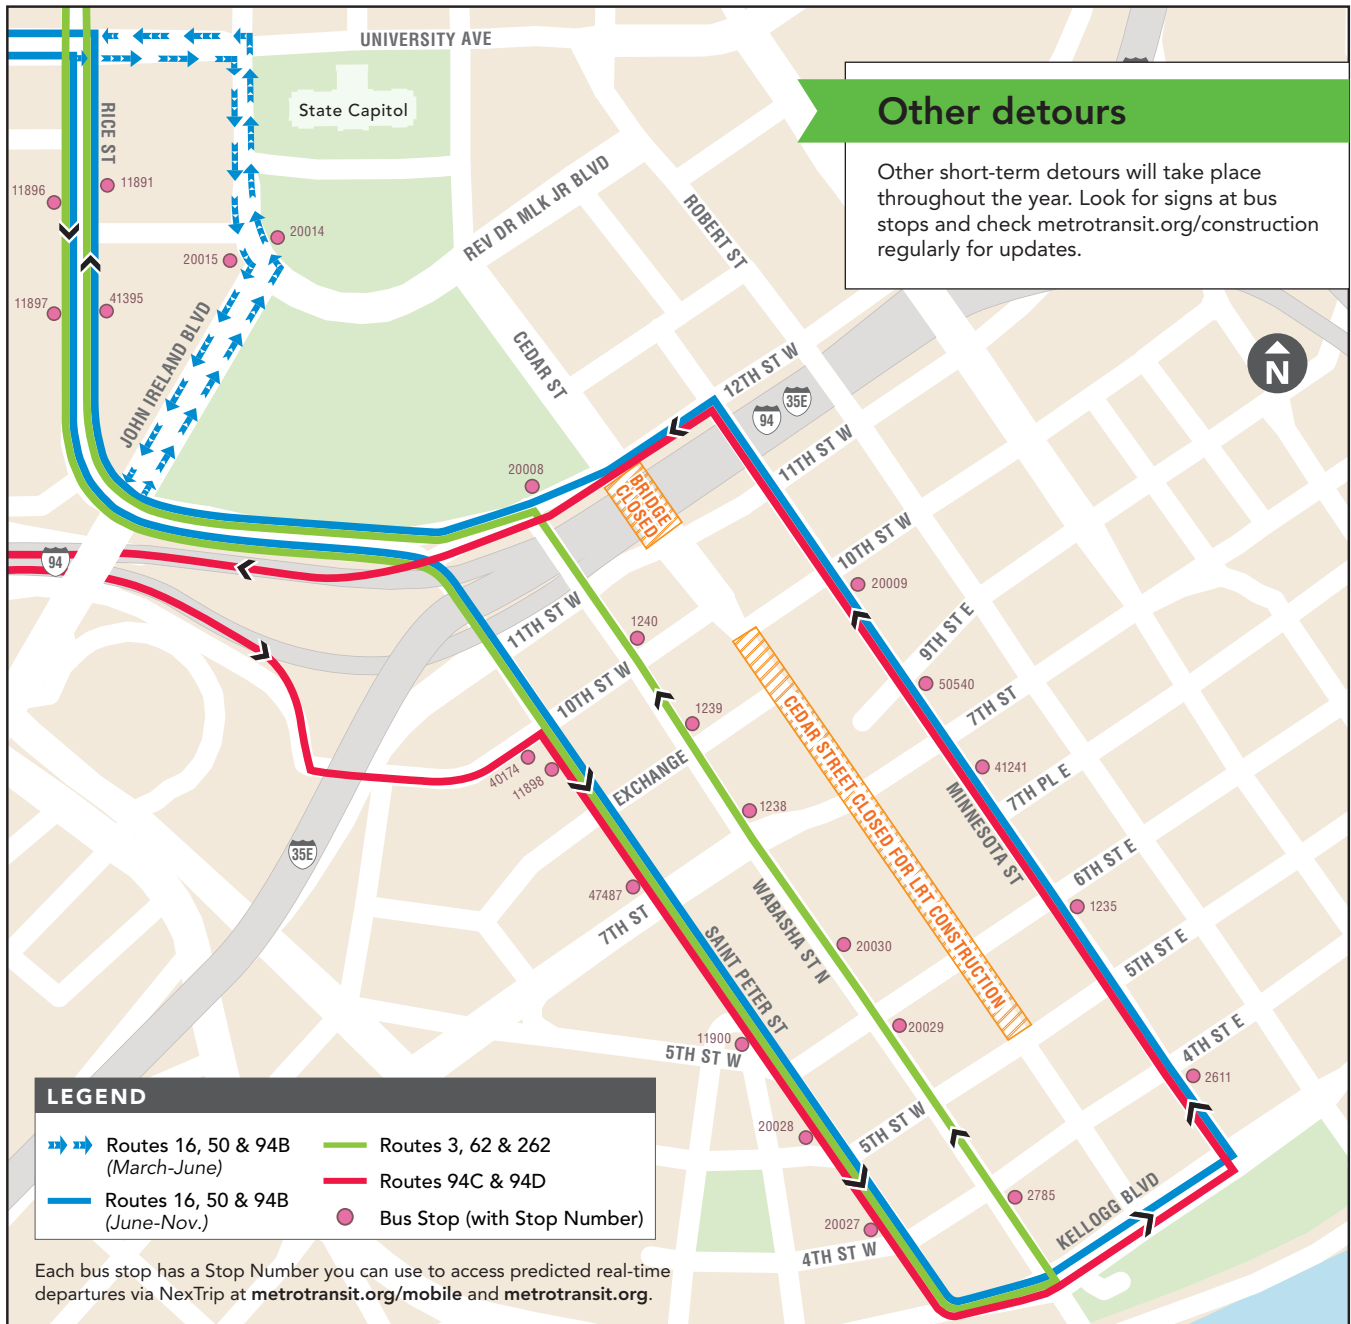 UNIVERSITY AVE
State Capitol
RICE ST
11896
11891
20014
20015
11897
41395
JOHN IRELAND BLVD
REV DR MLK JR BLVD
ROBERT ST
CEDAR ST
Other detours
Other short-term detours will take place
throughout the year. Look for signs at bus
stops and check metrotransit.org/construction
regularly for updates.
N
12TH ST W
35E
94
11TH ST W
20008
BRIDGE
CLOSED
10TH ST W
20009
94
11TH ST W
1240
9TH ST E
50540
10TH ST W
1239
7TH ST
CEDAR STREET CLOSED FOR LRT CONSTRUCTION
40174
11898
EXCHANGE
41241
7TH PL E
MINNESOTA ST
1238
35E
6TH ST E
47487
7TH ST
WABASHA ST N
1235
SAINT PETER ST
20030
5TH ST E
11900
5TH ST W
20029
4TH ST E
2611
20028
5TH ST W
2785
KELLOGG BLVD
20027
4TH ST W
LEGEND
Routes 16, 50 & 94B
(March-June)
Routes 16, 50 & 94B
(June-Nov.)
Routes 3, 62 & 262
Routes 94C & 94D
Bus Stop (with Stop Number)
Each bus stop has a Stop Number you can use to access predicted real-time
departures via NexTrip at metrotransit.org/mobile and metrotransit.org.